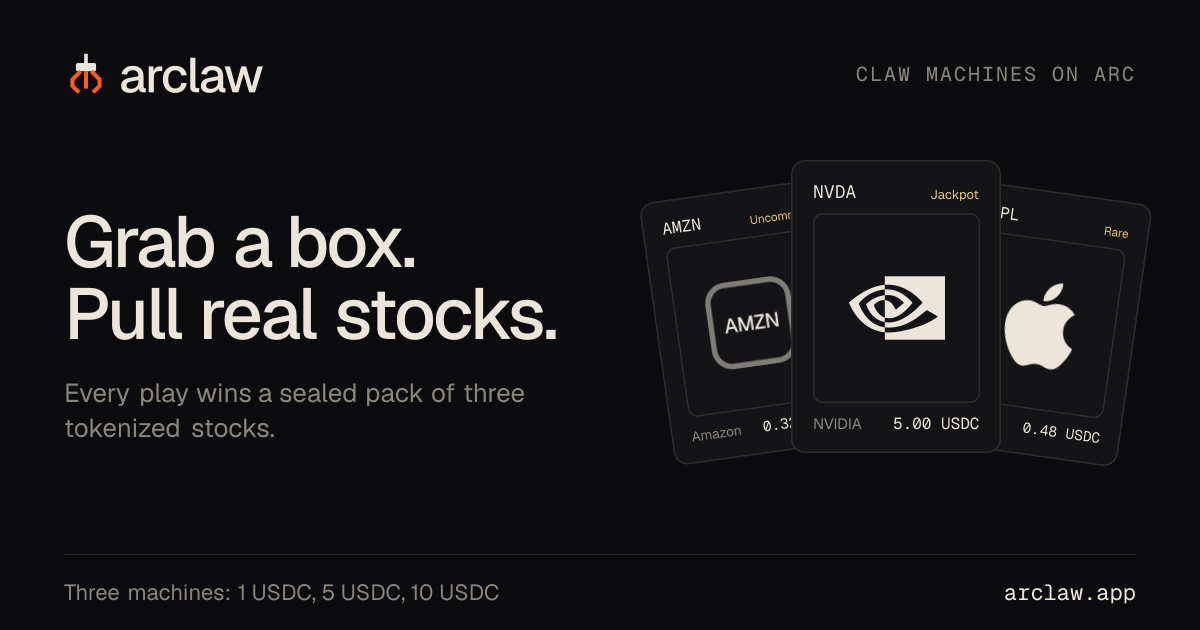 arclaw
CLAW MACHINES ON ARC
Grab a box.
Pull real stocks.
Every play wins a sealed pack of three
tokenized stocks.
AMZN
AMZN
Amazon
NVDA Jackpot
NVIDIA 5.00 USDC
Rare
0.48 USDC
Three machines: 1 USDC, 5 USDC, 10 USDC
arclaw.app